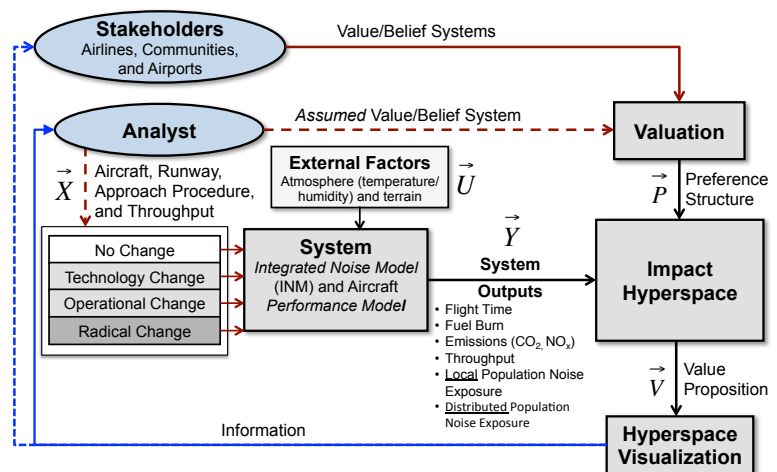 Stakeholders
Airlines, Communities,
and Airports
Value/Belief Systems
Analyst
Assumed Value/Belief System
Valuation
X
Aircraft, Runway,
Approach Procedure,
and Throughput
External Factors
Atmosphere (temperature/
humidity) and terrain
U
P
Preference
Structure
No Change
Technology Change
Operational Change
Radical Change
System
Integrated Noise Model
(INM) and Aircraft
Performance Model
Y
System
Outputs
• Flight Time
• Fuel Burn
• Emissions (CO2, NOx)
• Throughput
• Local Population Noise
Exposure
• Distributed Population
Noise Exposure
Impact
Hyperspace
V
Value
Proposition
Information
Hyperspace
Visualization